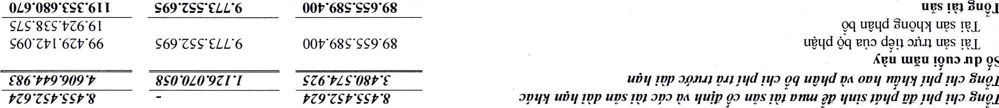 Tổng chi phí đã phát sinh để mua tài sản cố định và các tài sản dài hạn khác 8.455.452.624 - 8.455.452.624
Tổng chi phí khấu hao và phân bổ chi phí trả trước dài hạn 3.480.574.925 1.126.070.058 4.606.644.983
Số dư cuối năm này
Tài sản trực tiếp của bộ phận 89.655.589.400 9.773.552.695 99.429.142.095
Tài sản không phân bổ 19.924.538.575
Tổng tài sản 89.655.589.400 9.773.552.695 119.353.680.670